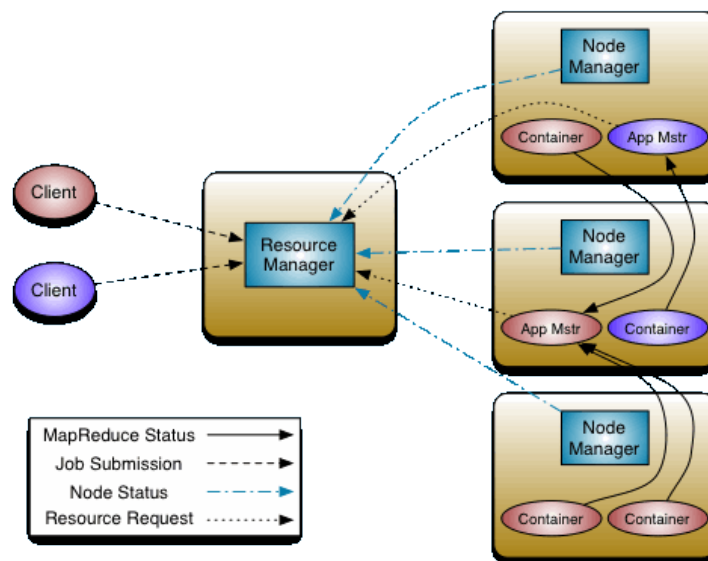 Node
Manager
Container
App Mstr
Client
Resource
Manager
Client
Node
Manager
App Mstr
Container
Node
Manager
Container
Container
MapReduce Status
Job Submission
Node Status
Resource Request